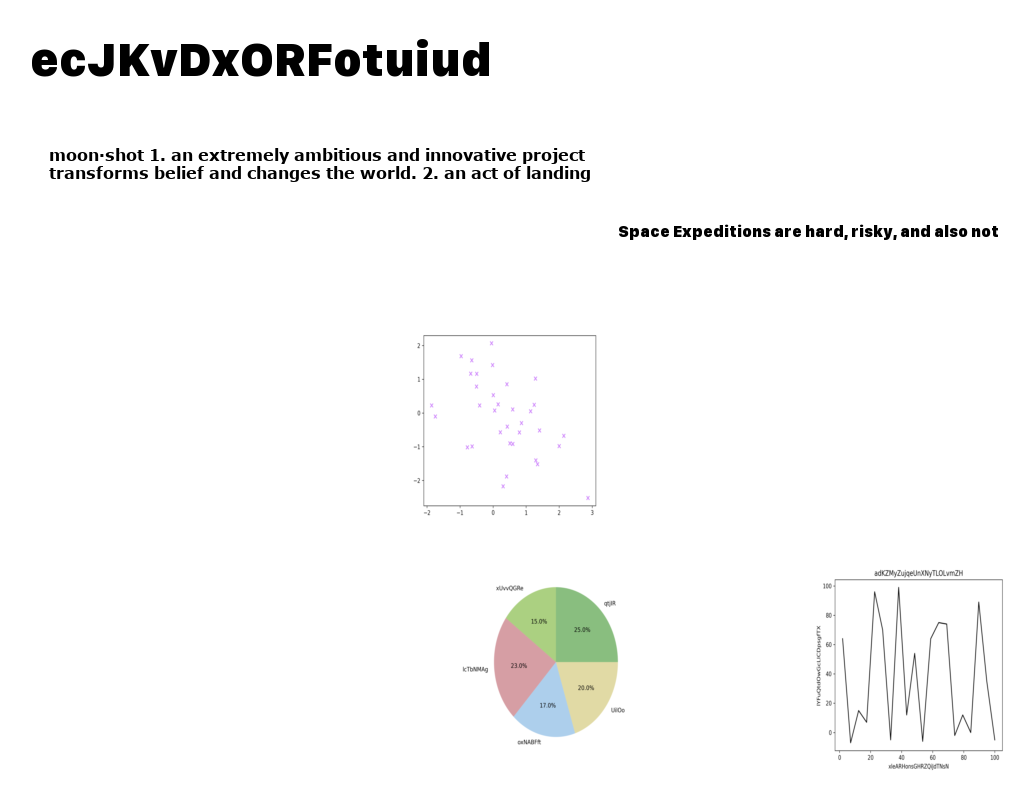 ecJKvDxORFotuiud
moon·shot 1. an extremely ambitious and innovative project
transforms belief and changes the world. 2. an act of landing
Space Expeditions are hard, risky, and also not
2
1
0
−1
−2
−2 −1 0 1 2 3
xUvvQGRe
qtjlR
15.0%
25.0%
lcTbNMAg
23.0%
20.0%
17.0%
UilOo
oxNABFft
adKZMyZujqeUnXNyTLOLvmZH
100
80
60
40
20
0
0 20 40 60 80 100